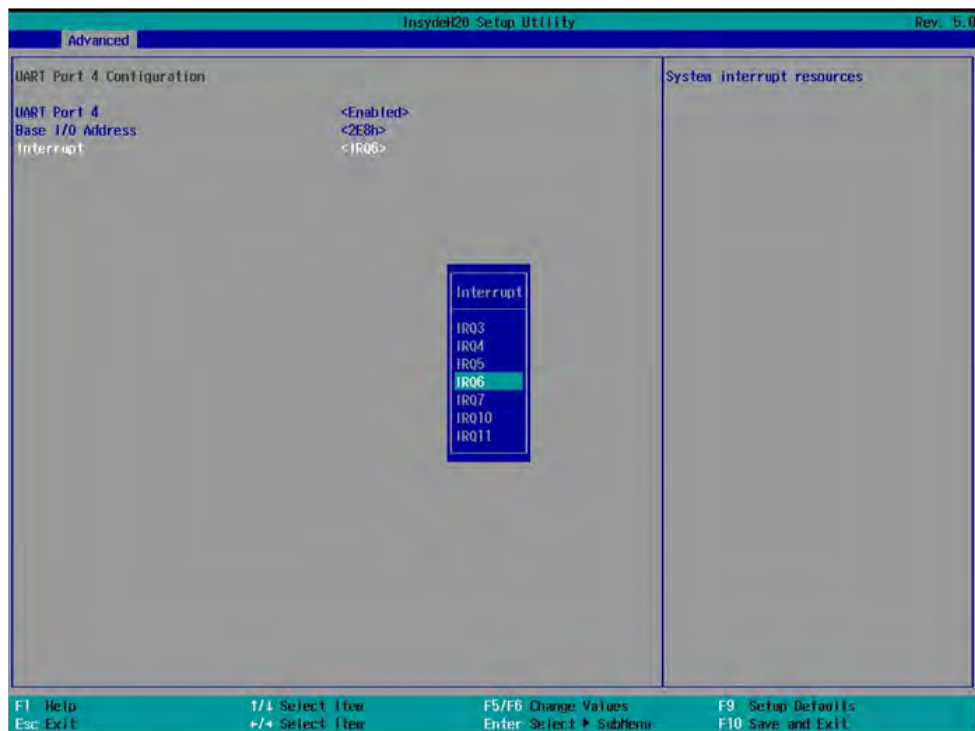 InsydeH20 Setup Utility Rev. 5.0
Advanced
UART Port 4 Configuration
System interrupt resources
UART Port 4 <Enabled>
Base I/O Address <2E8h>
Interrupt <IRQ6>
Interrupt
IRQ3
IRQ4
IRQ5
IRQ6
IRQ7
IRQ10
IRQ11
F1 Help ↑/↓ Select Item F5/F6 Change Values F9 Setup Defaults
Esc Exit ←/→ Select Item Enter Select ▶ SubMenu F10 Save and Exit